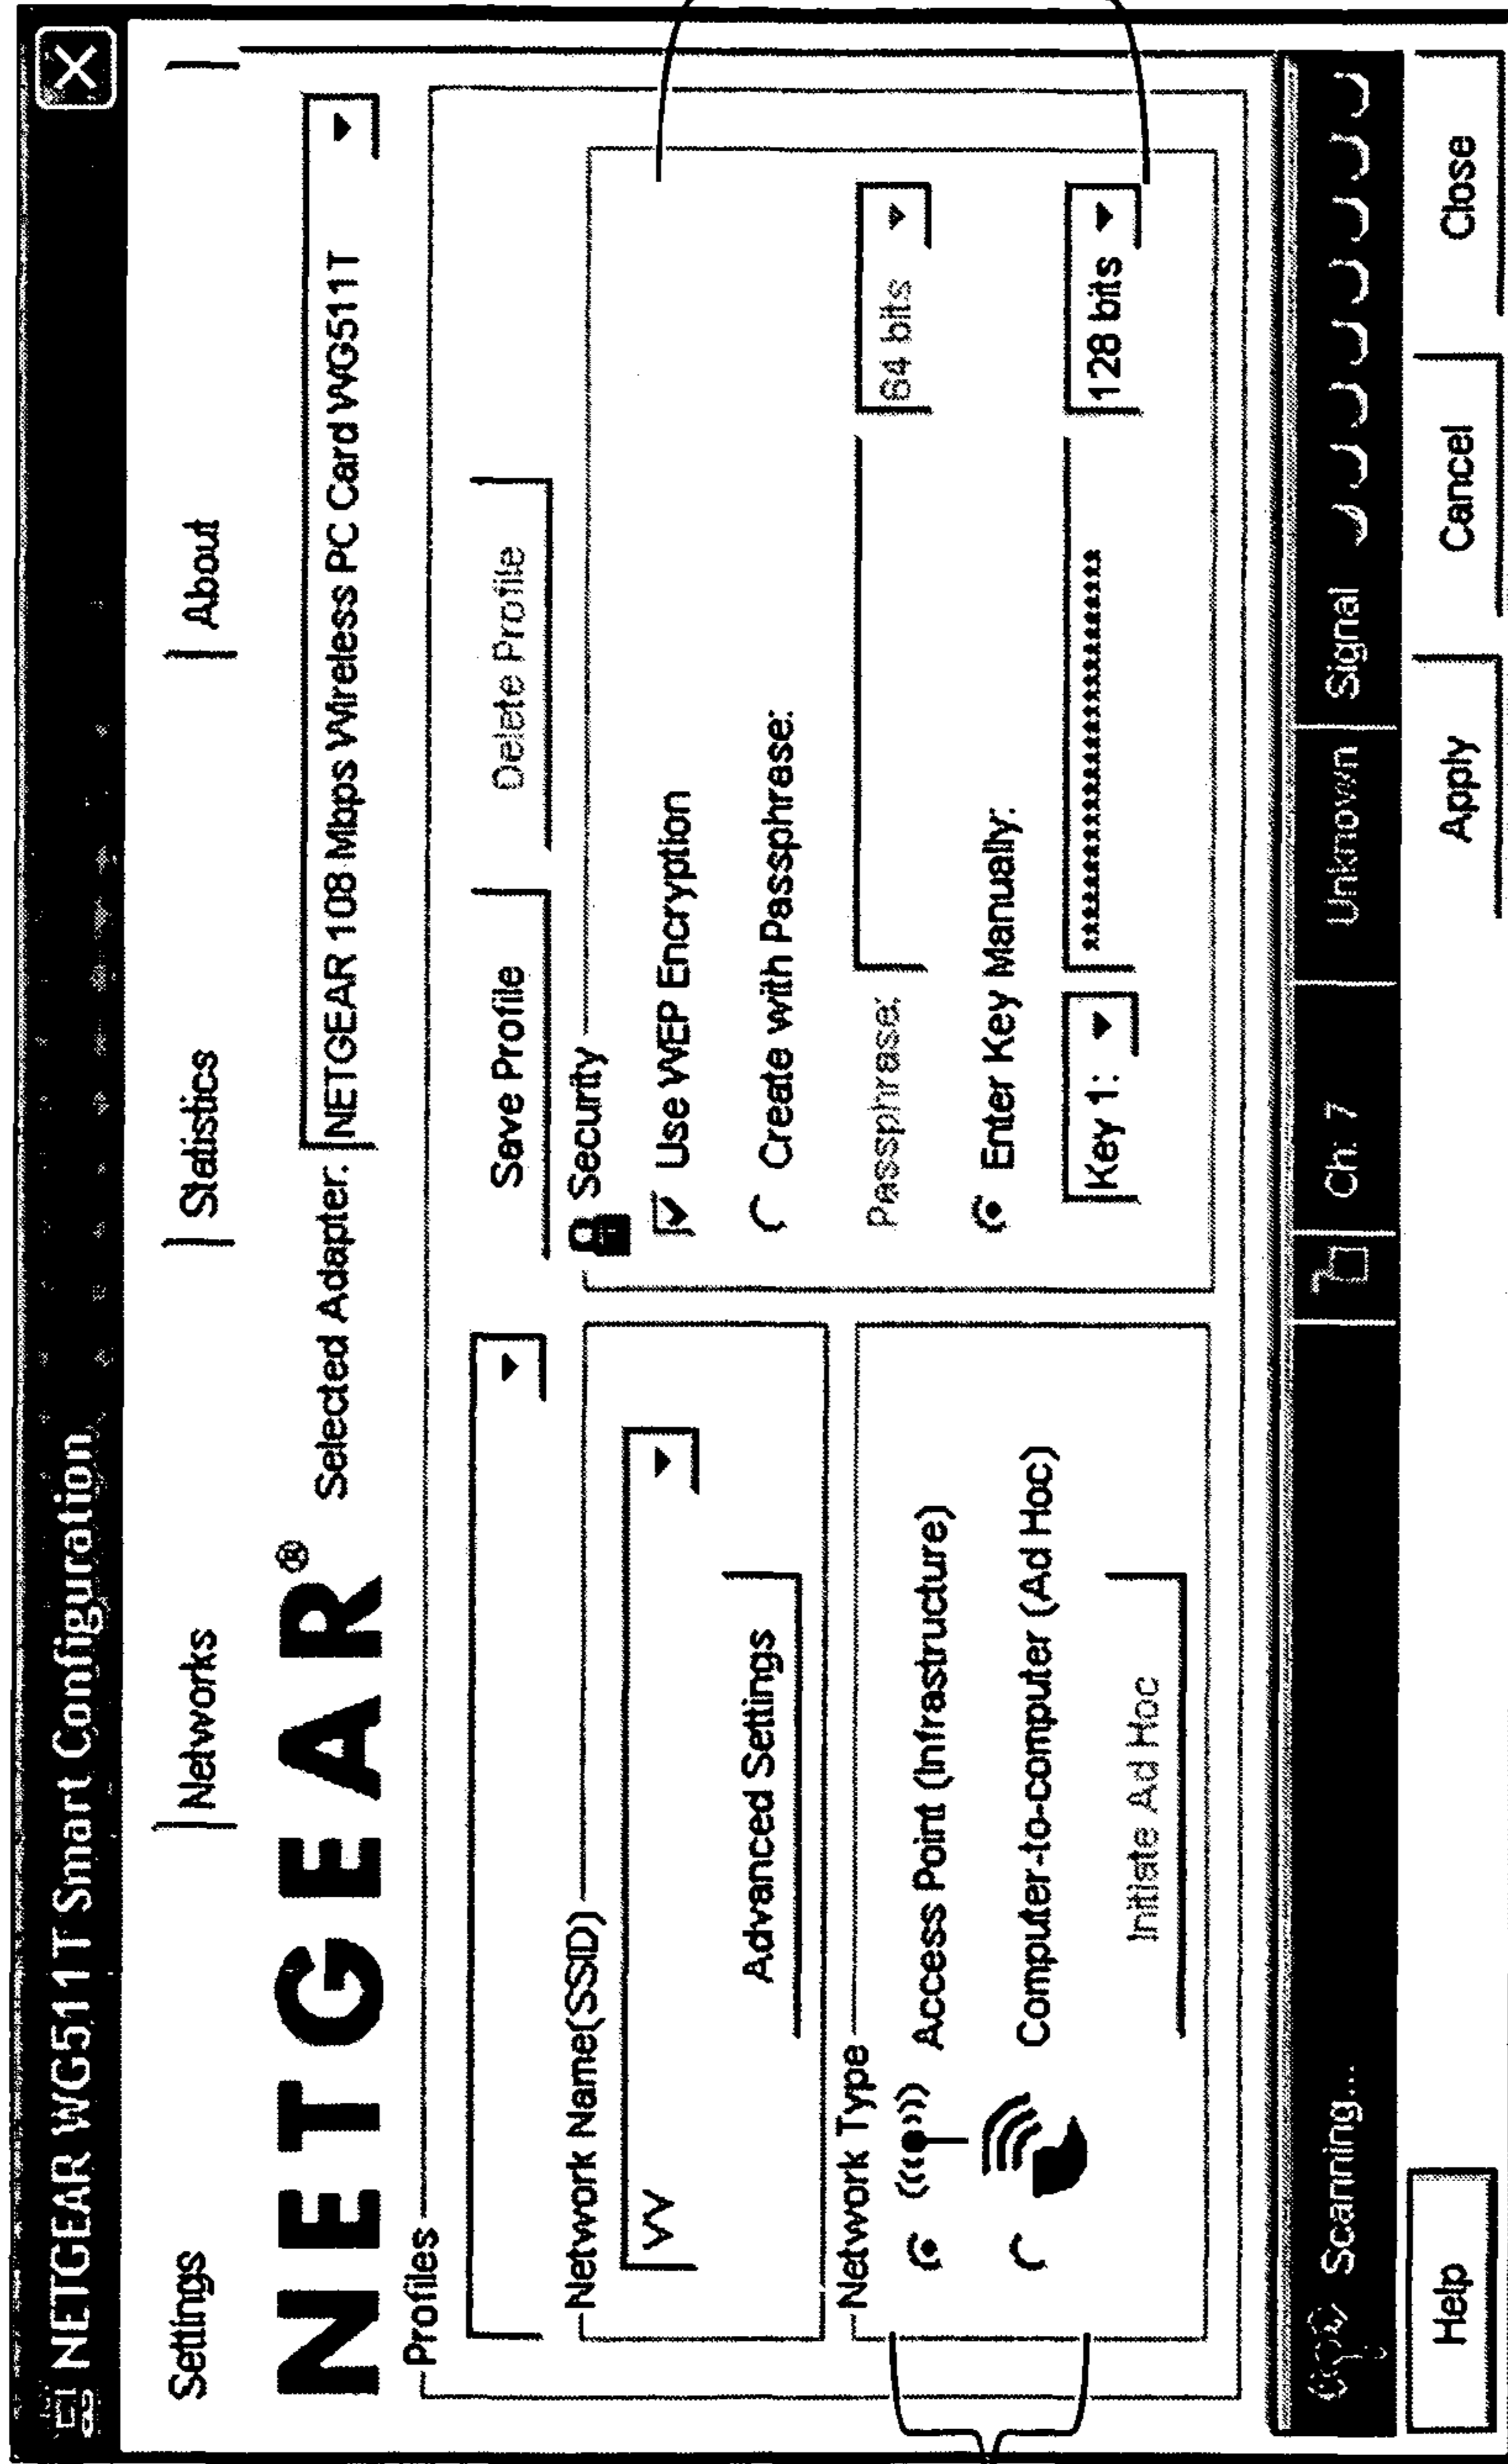 NETGEAR WG511T Smart Configuration
Settings Networks Statistics About
NETGEAR® Selected Adapter: NETGEAR 108 Mbps Wireless PC Card WG511T
Profiles
Save Profile Delete Profile
Network Name(SSID)
VV
Advanced Settings
Network Type
Access Point (Infrastructure)
Computer-to-computer (Ad Hoc)
Initiate Ad Hoc
Security
Use WEP Encryption
Create with Passphrase:
Passphrase: 64 bits
Enter Key Manually:
Key 1: 128 bits
Scanning... Ch: 7 Unknown Signal
Help Apply Cancel Close